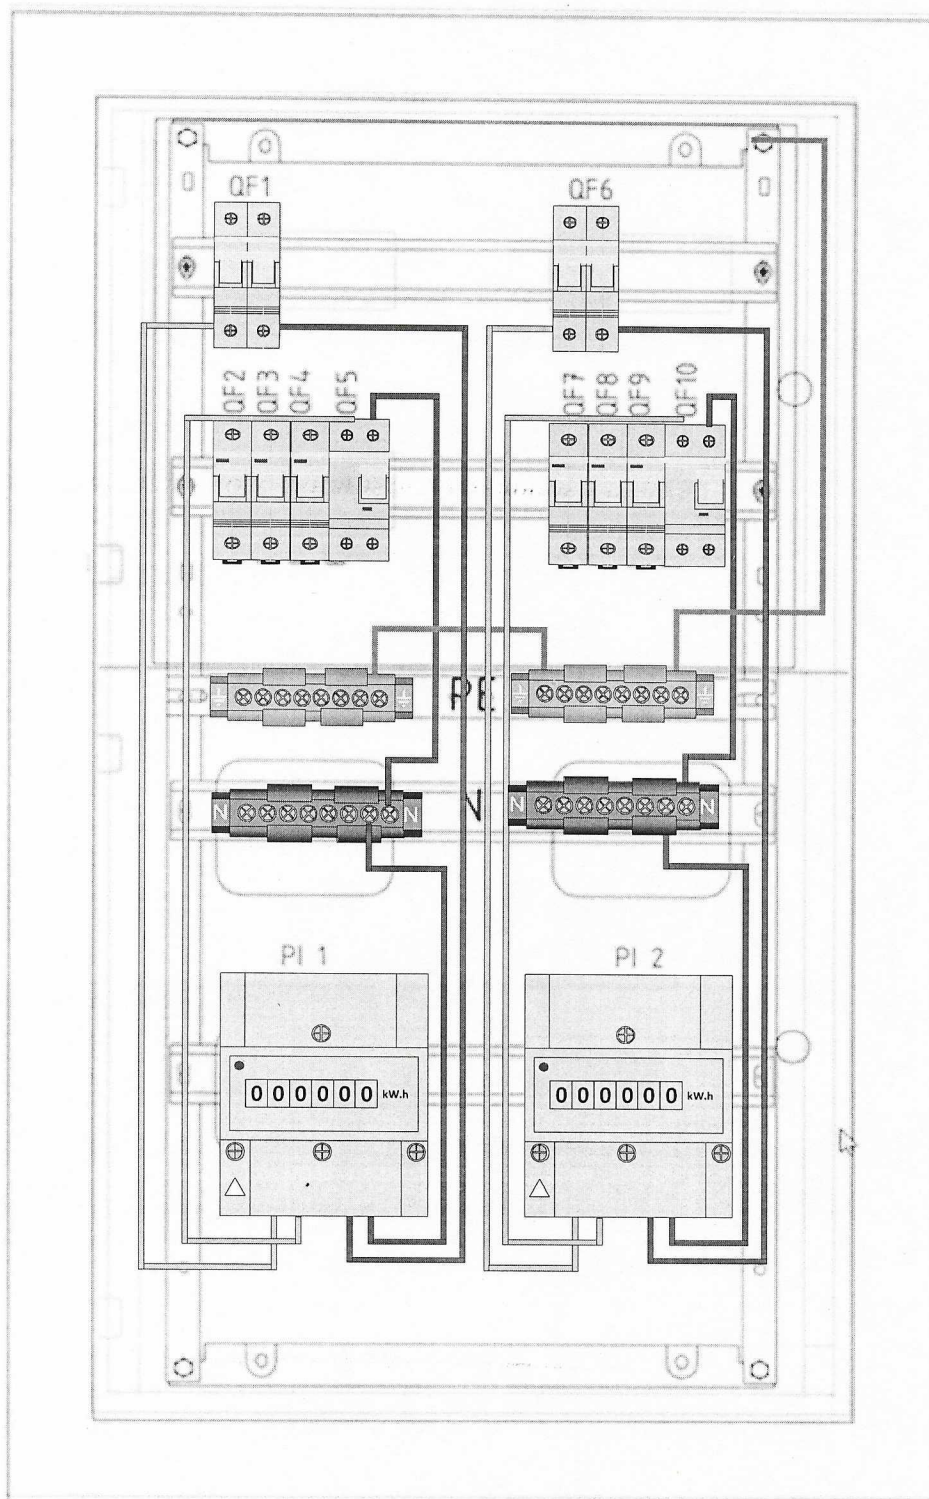 QF1 QF6
QF2 QF3 QF4 QF5 QF7 QF8 QF9 QF10
PE
N N N N N
PI 1 PI 2
000000 kW.h 000000 kW.h